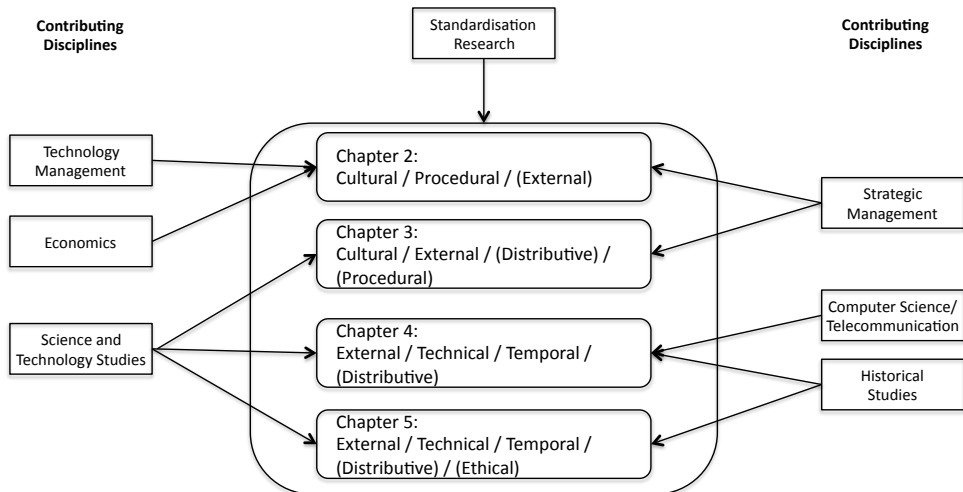 Contributing
Disciplines
Standardisation
Research
Contributing
Disciplines
Technology
Management
Economics
Science and
Technology Studies
Chapter 2:
Cultural / Procedural / (External)
Chapter 3:
Cultural / External / (Distributive) /
(Procedural)
Chapter 4:
External / Technical / Temporal /
(Distributive)
Chapter 5:
External / Technical / Temporal /
(Distributive) / (Ethical)
Strategic
Management
Computer Science/
Telecommunication
Historical
Studies